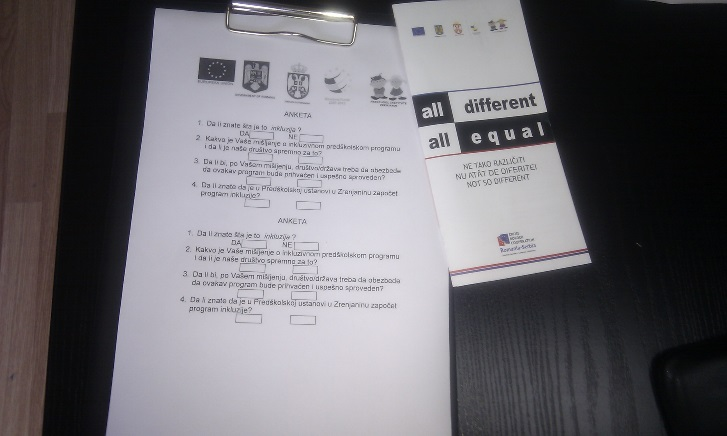 ANKETA
1. Da li znate šta je to inkluzija ?
DA NE
2. Kakvo je Vaše mišljenje o inkluzivnom predškolskom programu
i da li je naše društvo spremno za to?
3. Da li bi, po Vašem mišljenju, društvo/država treba da obezbede
da ovakav program bude prihvaćen i uspešno sproveden?
4. Da li znate da je u Predškolskoj ustanovi u Zrenjaninu započet
program inkluzije?
ANKETA
1. Da li znate šta je to inkluzija ?
DA NE
2. Kakvo je Vaše mišljenje o inkluzivnom predškolskom programu
i da li je naše društvo spremno za to?
3. Da li bi, po Vašem mišljenju, društvo/država treba da obezbede
da ovakav program bude prihvaćen i uspešno sproveden?
4. Da li znate da je u Predškolskoj ustanovi u Zrenjaninu započet
program inkluzije?
all different
all equal
NE TAKO RAZLIČITI
NU ATÂT DE DIFERITEI
NOT SO DIFFERENT
Romania-Serbia